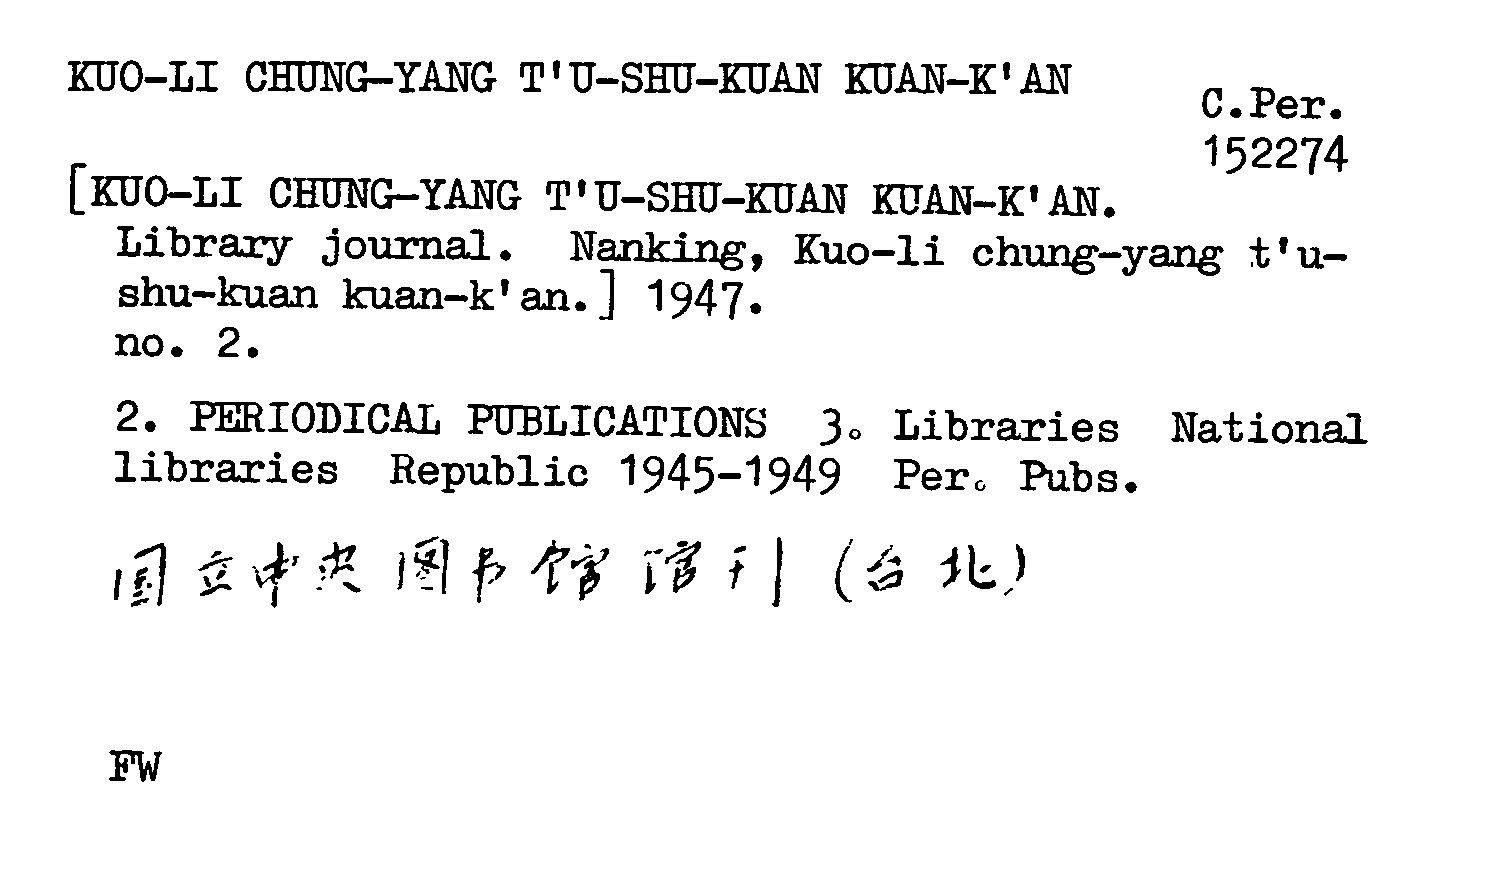 KUO-LI CHUNG-YANG T'U-SHU-KUAN KUAN-K'AN
C.Per.
152274
[KUO-LI CHUNG-YANG T'U-SHU-KUAN KUAN-K'AN.
Library journal. Nanking, Kuo-li chung-yang t'u-
shu-kuan kuan-k'an.] 1947.
no. 2.
2. PERIODICAL PUBLICATIONS 3. Libraries National
libraries Republic 1945-1949 Per. Pubs.
国立中央图书馆馆刊(台北)
FW